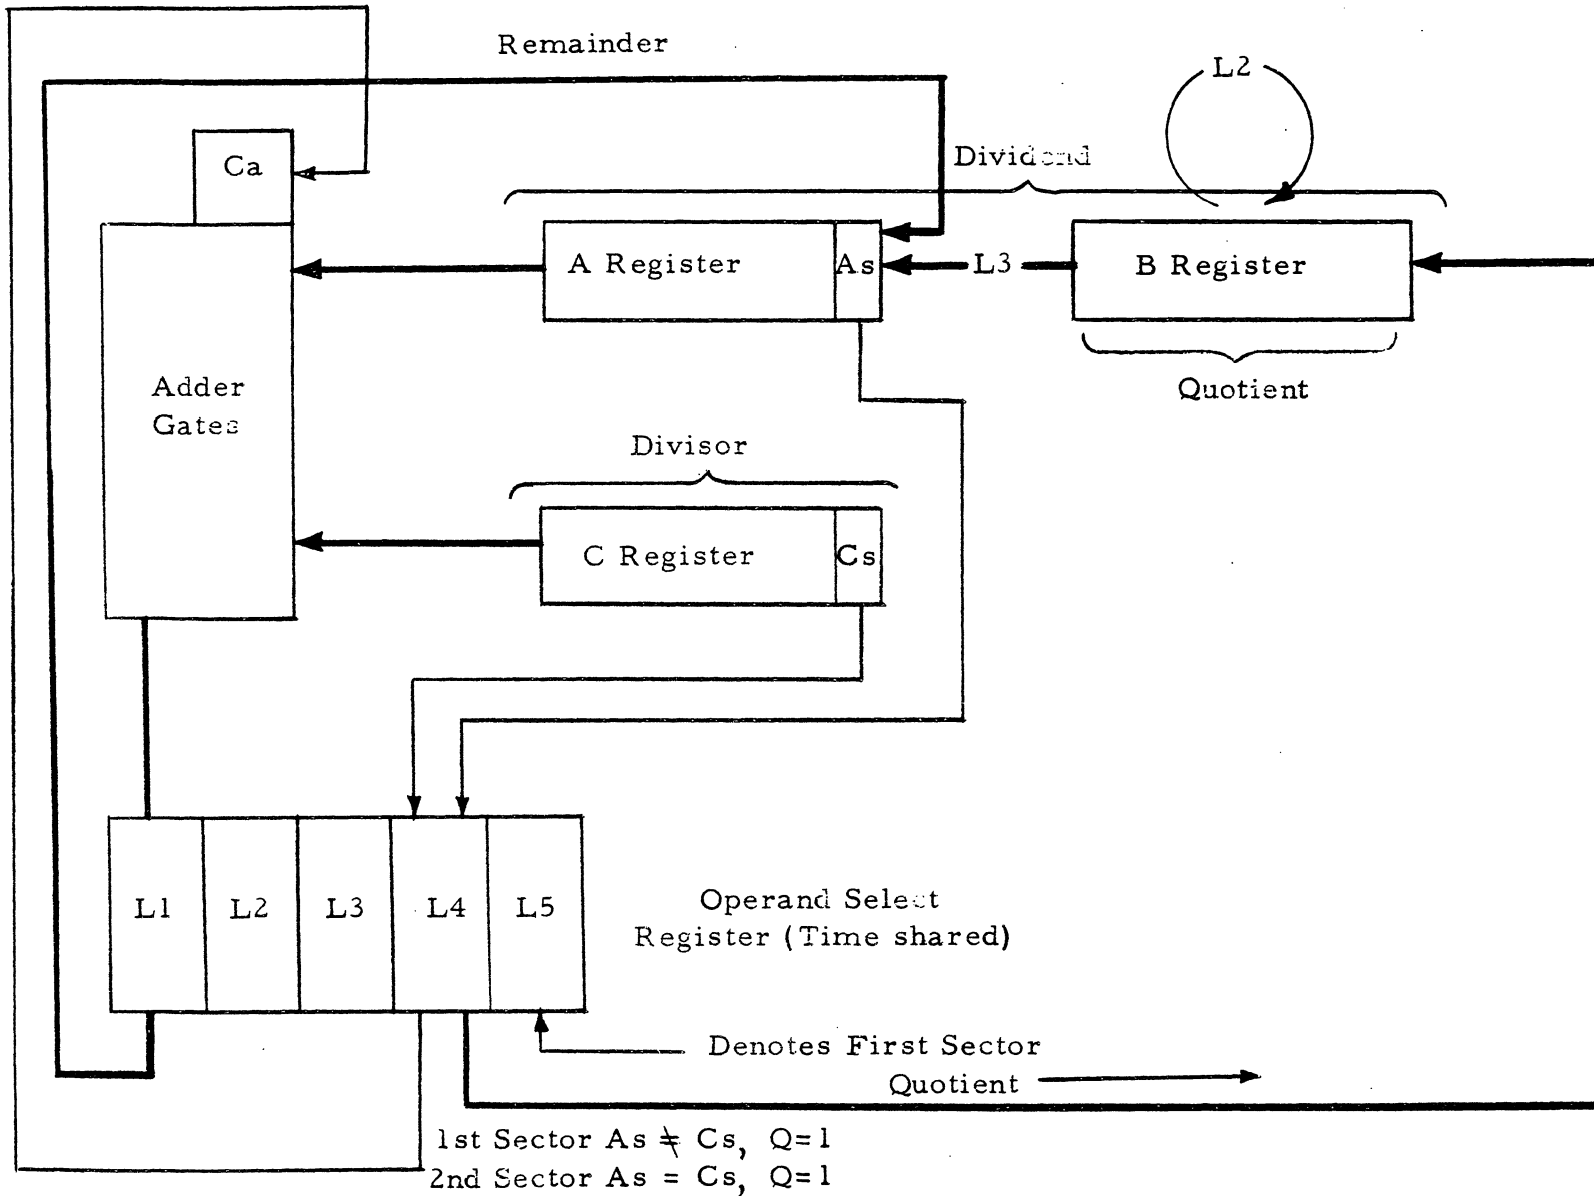 Remainder
L2
Dividend
Ca
A Register
As
L3
B Register
Quotient
Adder
Gates
Divisor
C Register
Cs
L1
L2
L3
L4
L5
Operand Select
Register (Time shared)
Denotes First Sector
Quotient
1st Sector As ≠ Cs, Q=1
2nd Sector As = Cs, Q=1